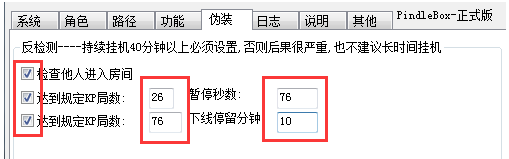 系统 角色 路径 功能 伪装 日志 说明 其他 PindleBox-正式版
反检测----持续挂机40分钟以上必须设置,否则后果很严重,也不建议长时间挂机
检查他人进入房间
达到规定KP局数: 26 暂停秒数: 76
达到规定KP局数: 76 下线停留分钟 10